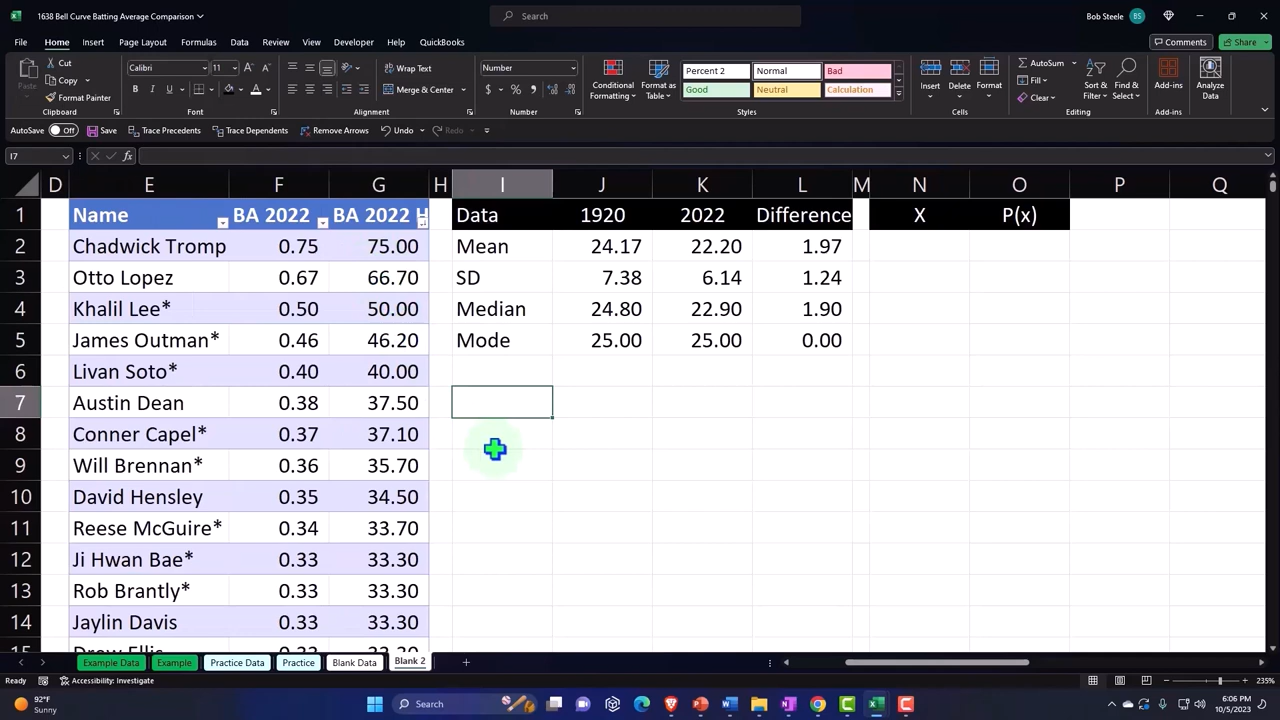 1638 Bell Curve Batting Average Comparison
Search
Bob Steele BS
File Home Insert Page Layout Formulas Data Review View Developer Help QuickBooks Comments Share
Cut Calibri 11 Wrap Text Number Percent 2 Normal Bad AutoSum
Copy Good Neutral Calculation Fill
Format Painter Merge & Center Conditional Formatting Format as Table Insert Delete Format Clear Sort & Filter Find & Select Add-ins Analyze Data
Clipboard Font Alignment Number Styles Cells Editing Add-ins
AutoSave Off Save Trace Precedents Trace Dependents Remove Arrows Undo Redo
I7 fx
D E F G H I J K L M N O P Q
1 Name BA 2022 BA 2022 H Data 1920 2022 Difference X P(x)
2 Chadwick Tromp 0.75 75.00 Mean 24.17 22.20 1.97
3 Otto Lopez 0.67 66.70 SD 7.38 6.14 1.24
4 Khalil Lee* 0.50 50.00 Median 24.80 22.90 1.90
5 James Outman* 0.46 46.20 Mode 25.00 25.00 0.00
6 Livan Soto* 0.40 40.00
7 Austin Dean 0.38 37.50
8 Conner Capel* 0.37 37.10
9 Will Brennan* 0.36 35.70
10 David Hensley 0.35 34.50
11 Reese McGuire* 0.34 33.70
12 Ji Hwan Bae* 0.33 33.30
13 Rob Brantly* 0.33 33.30
14 Jaylin Davis 0.33 33.30
15 Drew Ellis 0.33 33.30
Example Data Example Practice Data Practice Blank Data Blank 2
Ready Accessibility: Investigate 235%
92°F
Sunny
Search
6:06 PM
10/5/2023